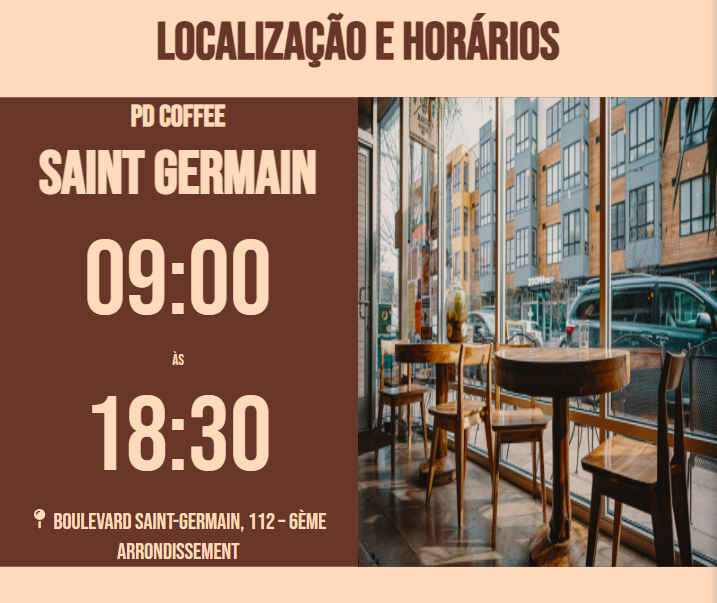 LOCALIZAÇÃO E HORÁRIOS
PD COFFEE
SAINT GERMAIN
09:00
ÀS
18:30
BOULEVARD SAINT-GERMAIN, 112 – 6ÈME
ARRONDISSEMENT